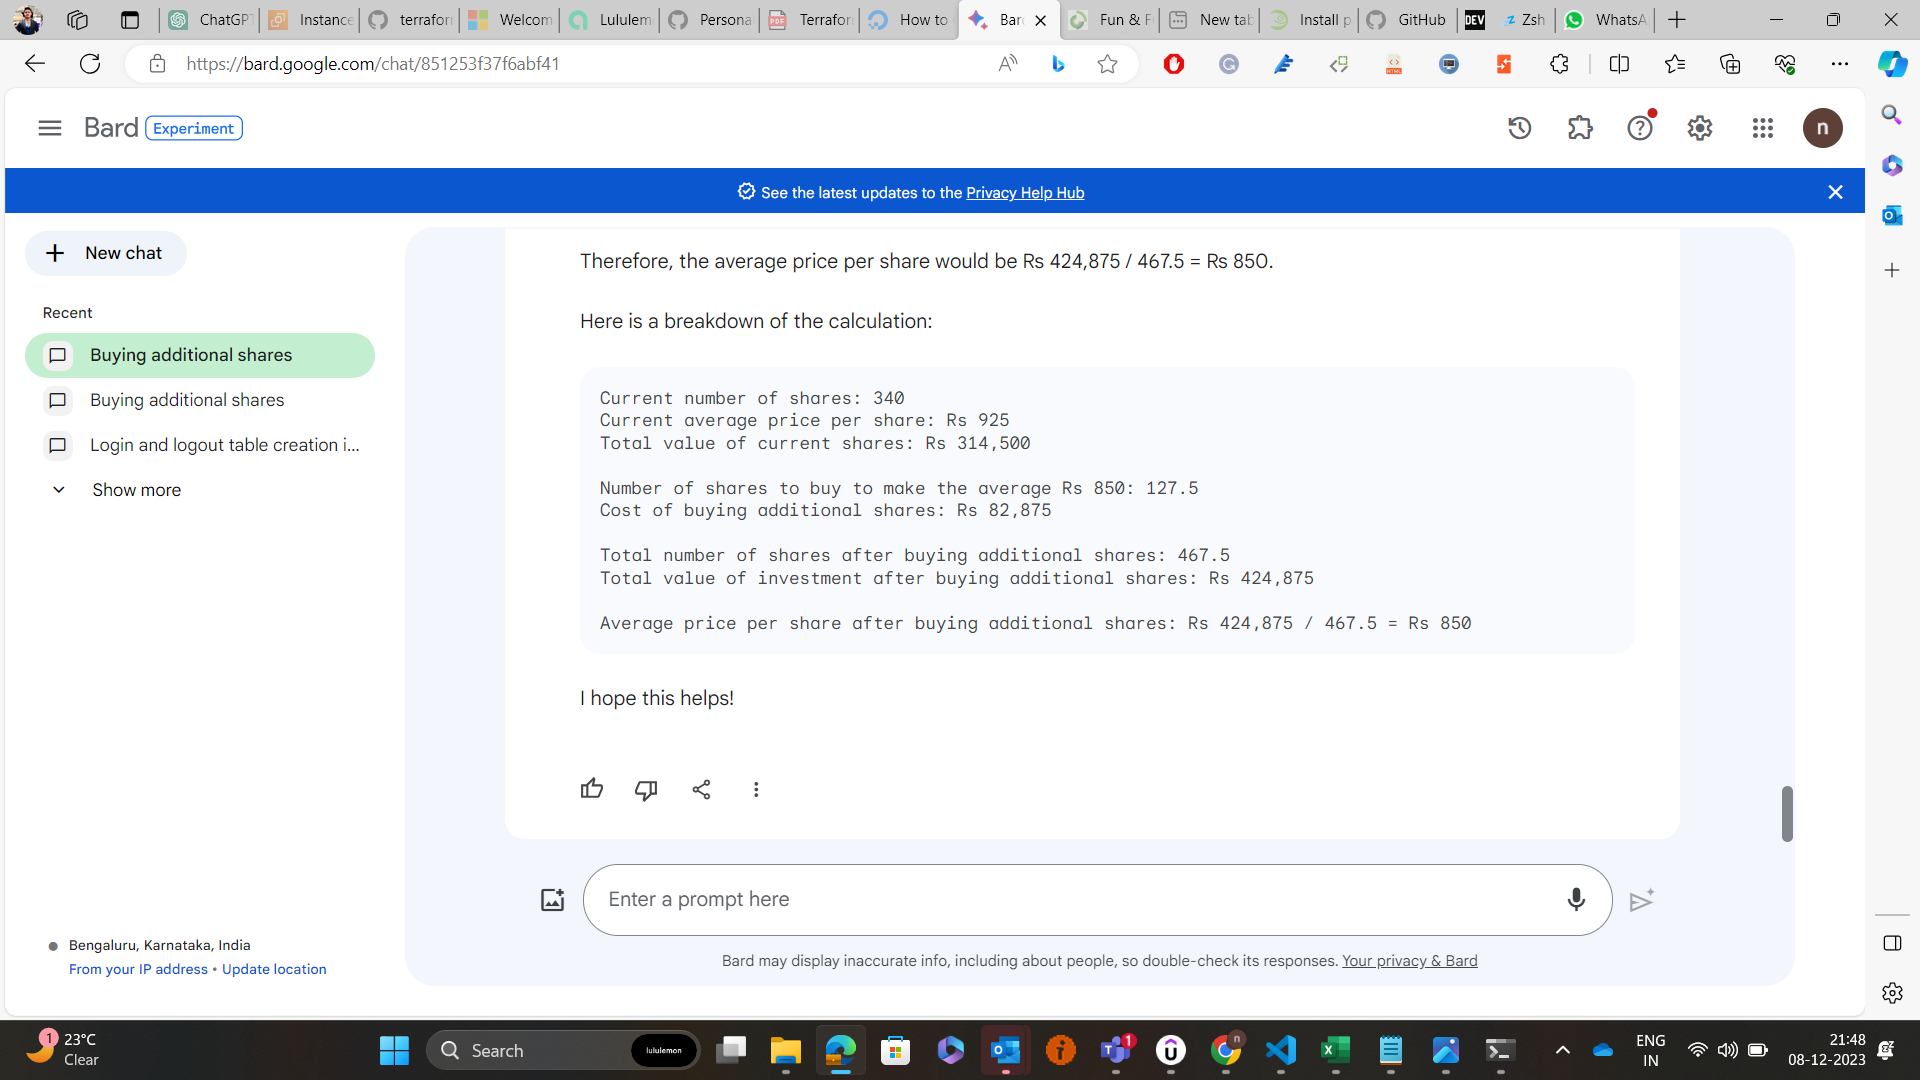 ChatGP
Instance
terrafor
Welcom
Lululem
Persona
Terrafor
How to
Bar
Fun & F
New tab
Install p
GitHub
DEV
Zsh
WhatsA
https://bard.google.com/chat/851253f37f6abf41
Bard Experiment
n
See the latest updates to the Privacy Help Hub
New chat
Recent
Buying additional shares
Buying additional shares
Login and logout table creation i...
Show more
Therefore, the average price per share would be Rs 424,875 / 467.5 = Rs 850.
Here is a breakdown of the calculation:
Current number of shares: 340
Current average price per share: Rs 925
Total value of current shares: Rs 314,500
Number of shares to buy to make the average Rs 850: 127.5
Cost of buying additional shares: Rs 82,875
Total number of shares after buying additional shares: 467.5
Total value of investment after buying additional shares: Rs 424,875
Average price per share after buying additional shares: Rs 424,875 / 467.5 = Rs 850
I hope this helps!
Enter a prompt here
Bard may display inaccurate info, including about people, so double-check its responses. Your privacy & Bard
Bengaluru, Karnataka, India
From your IP address • Update location
1
23°C
Clear
Search
lululemon
1
n
ENG
IN
21:48
08-12-2023